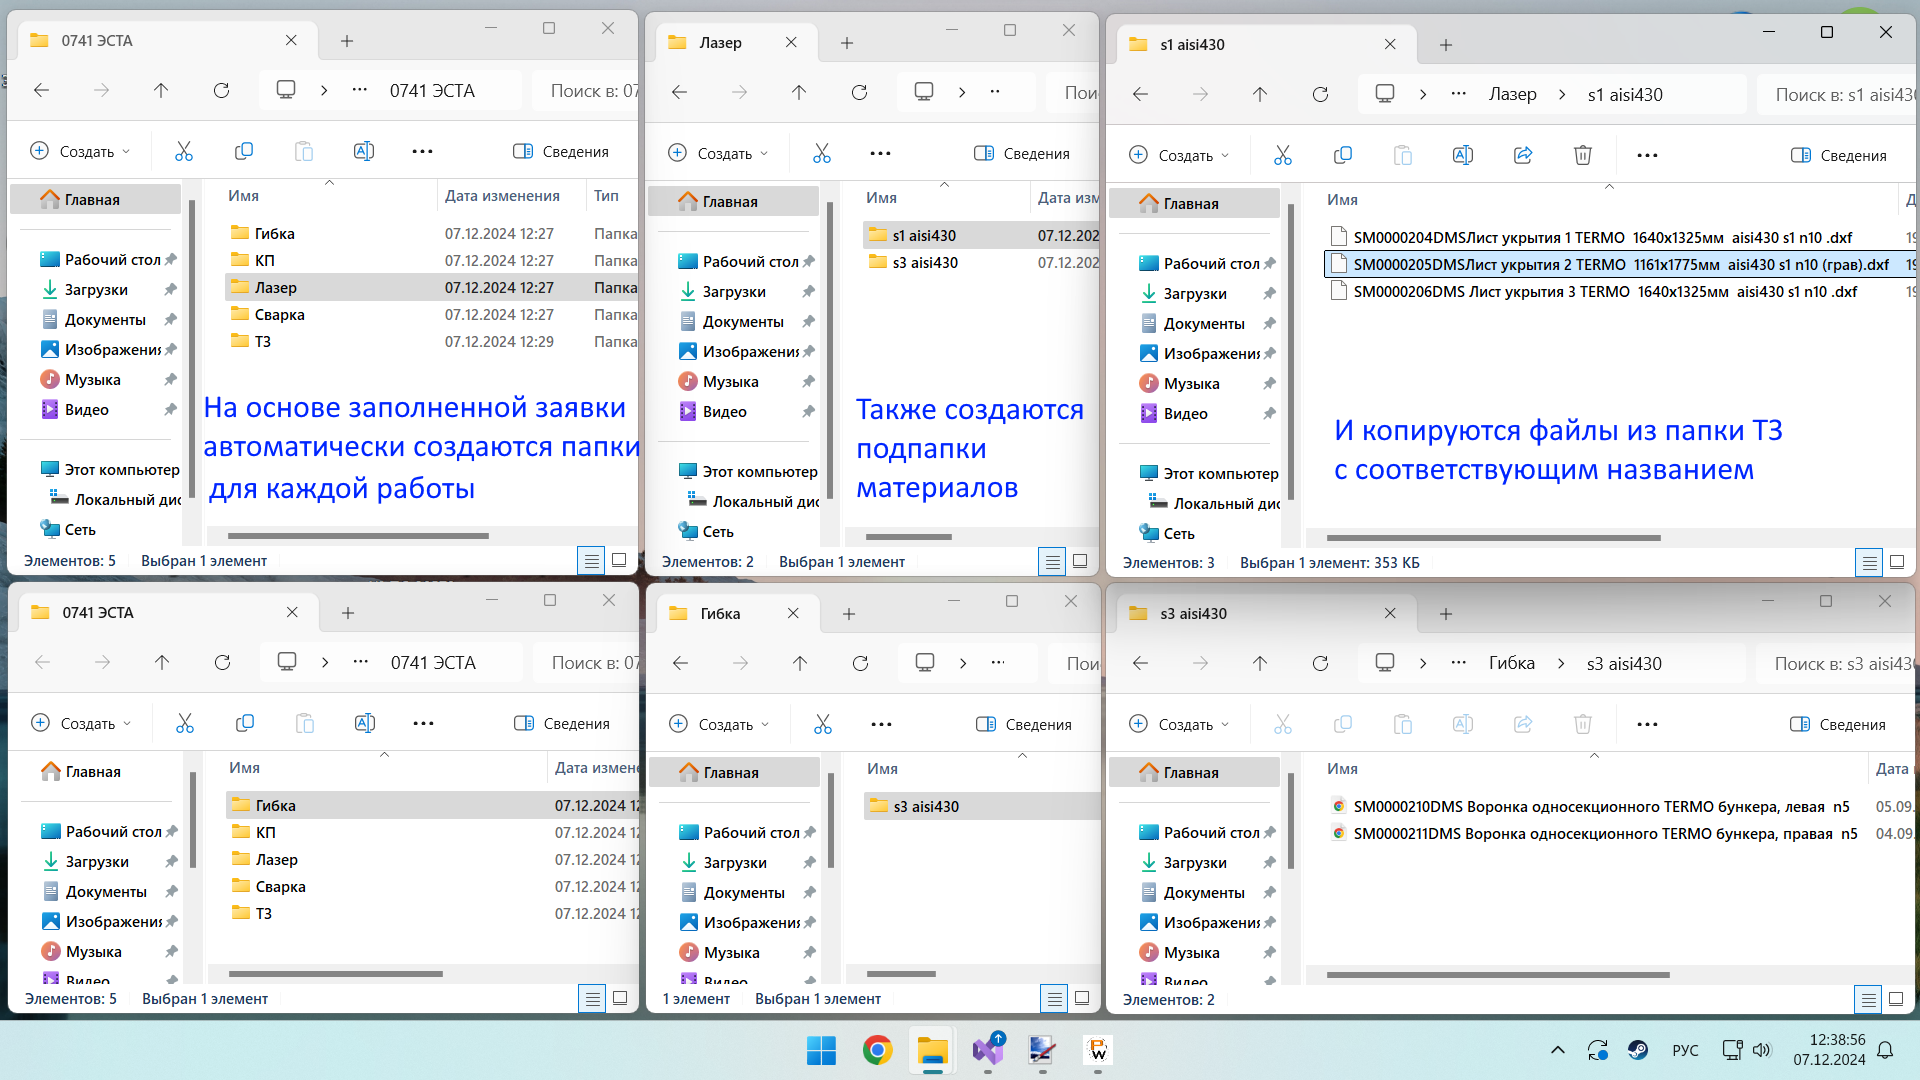 0741 ЭСТА
0741 ЭСТА
Поиск в: 07
Создать
Сведения
Главная
Рабочий стол
Загрузки
Документы
Изображения
Музыка
Видео
Этот компьютер
Локальный дис
Сеть
Имя
Дата изменения
Тип
Гибка 07.12.2024 12:27 Папка
КП 07.12.2024 12:27 Папка
Лазер 07.12.2024 12:27 Папка
Сварка 07.12.2024 12:27 Папка
ТЗ 07.12.2024 12:29 Папка
На основе заполненной заявки
автоматически создаются папки
для каждой работы
Элементов: 5 Выбран 1 элемент
Лазер
Пои
Создать
Сведения
Главная
Рабочий стол
Загрузки
Документы
Изображения
Музыка
Видео
Этот компьютер
Локальный дис
Сеть
Имя
Дата изм
s1 aisi430 07.12.202
s3 aisi430 07.12.202
Также создаются
подпапки
материалов
Элементов: 2 Выбран 1 элемент
s1 aisi430
Лазер > s1 aisi430
Поиск в: s1 aisi430
Создать
Сведения
Главная
Рабочий стол
Загрузки
Документы
Изображения
Музыка
Видео
Этот компьютер
Локальный дис
Сеть
Имя
Д
SM0000204DMSЛист укрытия 1 TERMO 1640х1325мм aisi430 s1 n10 .dxf 19
SM0000205DMSЛист укрытия 2 TERMO 1161х1775мм aisi430 s1 n10 (грав).dxf 19
SM0000206DMS Лист укрытия 3 TERMO 1640х1325мм aisi430 s1 n10 .dxf 19
И копируются файлы из папки ТЗ
с соответствующим названием
Элементов: 3 Выбран 1 элемент: 353 КБ
0741 ЭСТА
0741 ЭСТА
Поиск в: 07
Создать
Сведения
Главная
Рабочий стол
Загрузки
Документы
Изображения
Музыка
Видео
Имя
Дата измене
Гибка 07.12.2024 12
КП 07.12.2024 12
Лазер 07.12.2024 12
Сварка 07.12.2024 12
ТЗ 07.12.2024 12
Элементов: 5 Выбран 1 элемент
Гибка
Пои
Создать
Сведения
Главная
Рабочий стол
Загрузки
Документы
Изображения
Музыка
Видео
Имя
s3 aisi430
1 элемент Выбран 1 элемент
s3 aisi430
Гибка > s3 aisi430
Поиск в: s3 aisi430
Создать
Сведения
Главная
Рабочий стол
Загрузки
Документы
Изображения
Музыка
Видео
Имя
Дата
SM0000210DMS Воронка односекционного TERMO бункера, левая n5 05.09.
SM0000211DMS Воронка односекционного TERMO бункера, правая n5 04.09.
Элементов: 2
РУС
12:38:56
07.12.2024